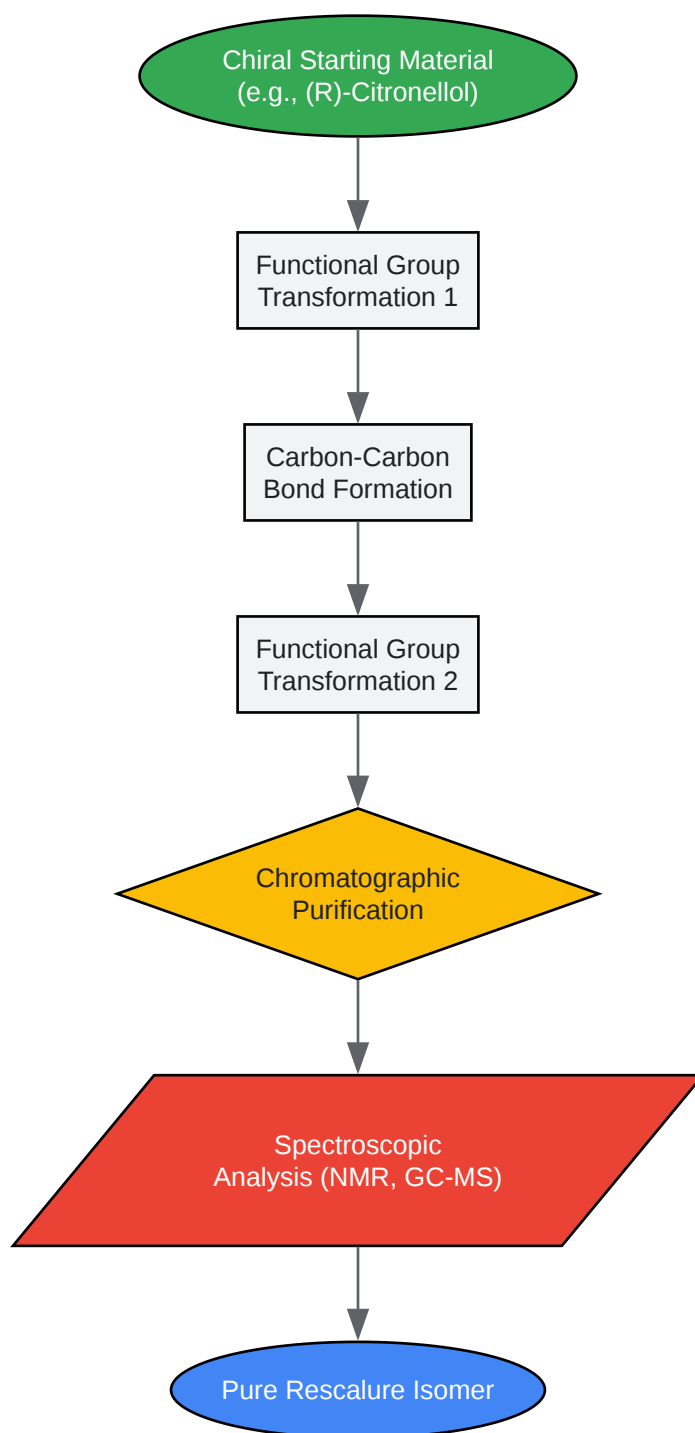 Chiral Starting Material
(e.g., (R)-Citronellol)
Functional Group
Transformation 1
Carbon-Carbon
Bond Formation
Functional Group
Transformation 2
Chromatographic
Purification
Spectroscopic
Analysis (NMR, GC-MS)
Pure Rescalure Isomer